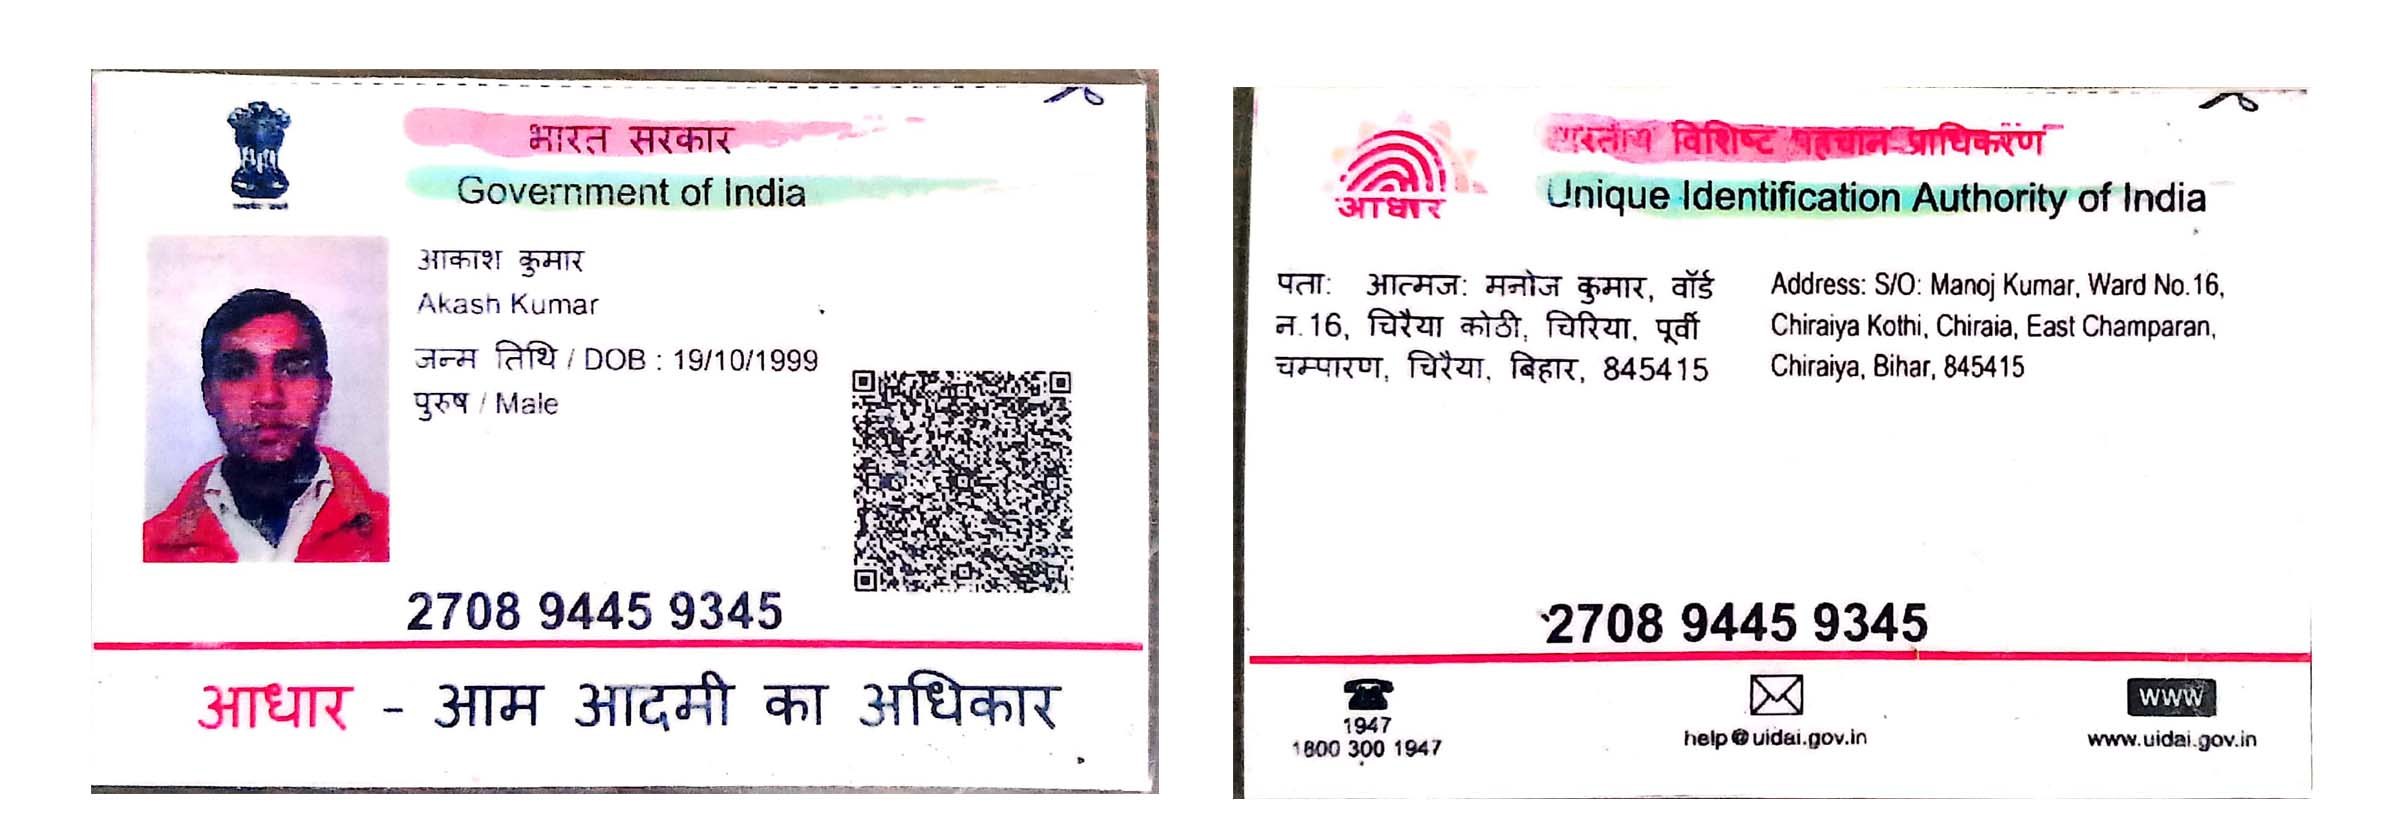 भारत सरकार
Government of India
आकाश कुमार
Akash Kumar
जन्म तिथि / DOB : 19/10/1999
पुरुष / Male
2708 9445 9345
आधार - आम आदमी का अधिकार
भारतीय विशिष्ट पहचान प्राधिकरण
Unique Identification Authority of India
आधार
पता: आत्मज: मनोज कुमार, वॉर्ड
न.16, चिरैया कोठी, चिरिया, पूर्वी
चम्पारण, चिरैया, बिहार, 845415
Address: S/O: Manoj Kumar, Ward No.16,
Chiraiya Kothi, Chiraia, East Champaran,
Chiraiya, Bihar, 845415
2708 9445 9345
1947
1800 300 1947
help@uidai.gov.in
www
www.uidai.gov.in